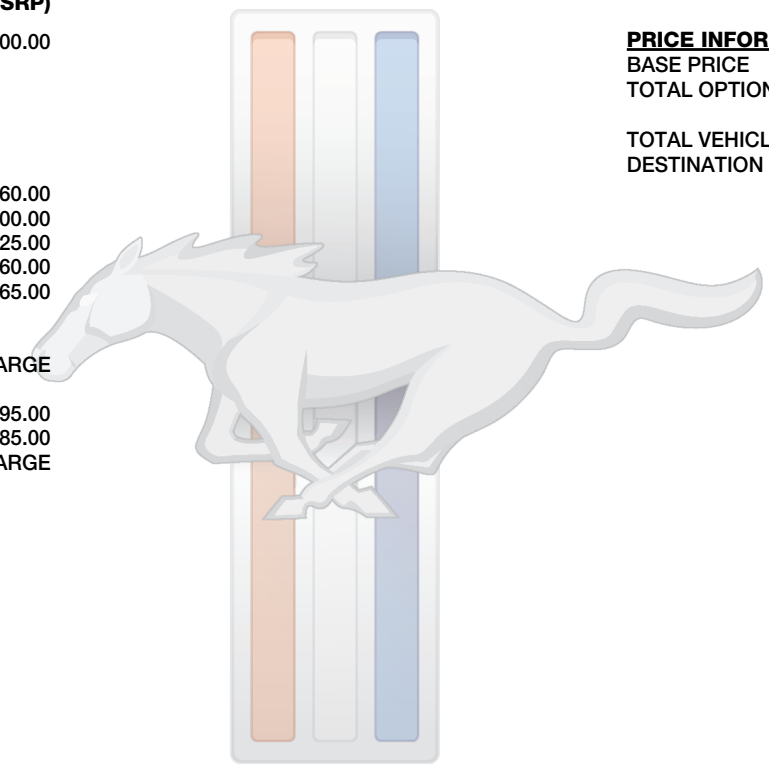 SRP)
00.00
60.00
00.00
25.00
60.00
65.00
ARGE
95.00
85.00
ARGE
PRICE INFOR
BASE PRICE
TOTAL OPTION
TOTAL VEHICL
DESTINATION